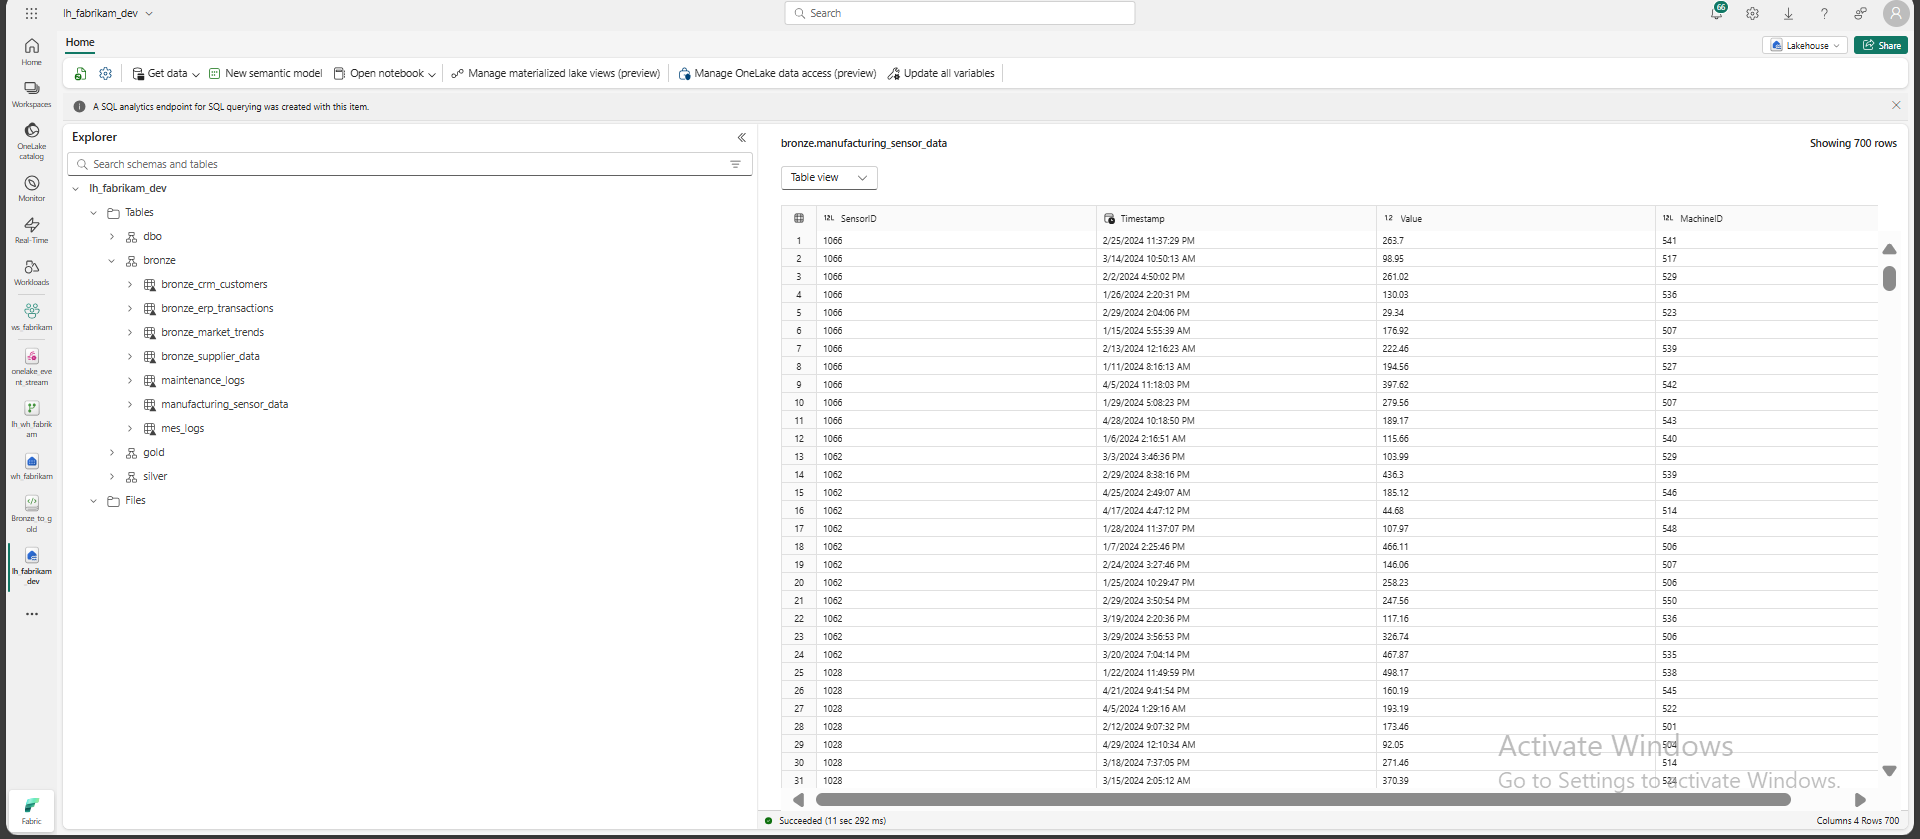 lh_fabrikam_dev
Search
66
Home
Lakehouse
Share
Get data
New semantic model
Open notebook
Manage materialized lake views (preview)
Manage OneLake data access (preview)
Update all variables
A SQL analytics endpoint for SQL querying was created with this item.
Home
Workspaces
OneLake
catalog
Monitor
Real-Time
Workloads
ws_fabrikam
onelake_eve
nt_stream
lh_wh_fabrik
am
wh_fabrikam
Bronze_to_g
old
lh_fabrikam
_dev
Fabric
Explorer
Search schemas and tables
lh_fabrikam_dev
Tables
dbo
bronze
bronze_crm_customers
bronze_erp_transactions
bronze_market_trends
bronze_supplier_data
maintenance_logs
manufacturing_sensor_data
mes_logs
gold
silver
Files
bronze.manufacturing_sensor_data
Showing 700 rows
Table view
12L SensorID Timestamp 12 Value 12L MachineID
1 1066 2/25/2024 11:37:29 PM 263.7 541
2 1066 3/14/2024 10:50:13 AM 98.95 517
3 1066 2/2/2024 4:50:02 PM 261.02 529
4 1066 1/26/2024 2:20:31 PM 130.03 536
5 1066 2/29/2024 2:04:06 PM 29.34 523
6 1066 1/15/2024 5:55:39 AM 176.92 507
7 1066 2/13/2024 12:16:23 AM 222.46 539
8 1066 1/11/2024 8:16:13 AM 194.56 527
9 1066 4/5/2024 11:18:03 PM 397.62 542
10 1066 1/29/2024 5:08:23 PM 279.56 507
11 1066 4/28/2024 10:18:50 PM 189.17 543
12 1066 1/6/2024 2:16:51 AM 115.66 540
13 1062 3/3/2024 3:46:36 PM 103.99 529
14 1062 2/29/2024 8:38:16 PM 436.3 539
15 1062 4/25/2024 2:49:07 AM 185.12 546
16 1062 4/17/2024 4:47:12 PM 44.68 514
17 1062 1/28/2024 11:37:07 PM 107.97 548
18 1062 1/7/2024 2:25:46 PM 466.11 506
19 1062 2/24/2024 3:27:46 PM 146.06 507
20 1062 1/25/2024 10:29:47 PM 258.23 506
21 1062 2/29/2024 3:50:54 PM 247.56 550
22 1062 3/19/2024 2:20:36 PM 117.16 536
23 1062 3/29/2024 3:56:53 PM 326.74 506
24 1062 3/20/2024 7:04:14 PM 467.87 535
25 1028 1/22/2024 11:49:59 PM 498.17 538
26 1028 4/21/2024 9:41:54 PM 160.19 545
27 1028 4/5/2024 1:29:16 AM 193.19 522
28 1028 2/12/2024 9:07:32 PM 173.46 501
29 1028 4/29/2024 12:10:34 AM 92.05 504
30 1028 3/18/2024 7:37:05 PM 271.46 514
31 1028 3/15/2024 2:05:12 AM 370.39 524
Activate Windows
Go to Settings to activate Windows.
Succeeded (11 sec 292 ms)
Columns 4 Rows 700